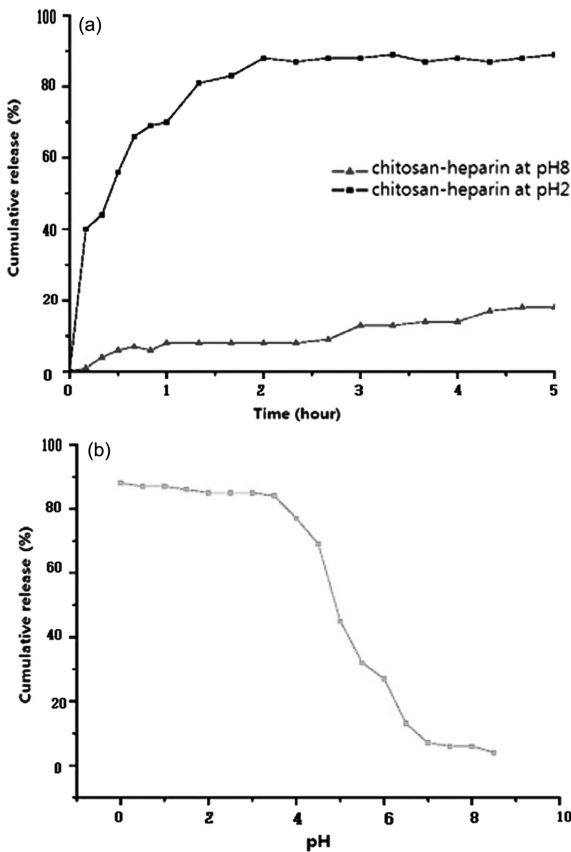 (a)
100
80
60
40
20
0
Cumulative release (%)
chitosan-heparin at pH8
chitosan-heparin at pH2
0 1 2 3 4 5
Time (hour)
(b)
100
80
60
40
20
0
Cumulative release (%)
0 2 4 6 8 10
pH